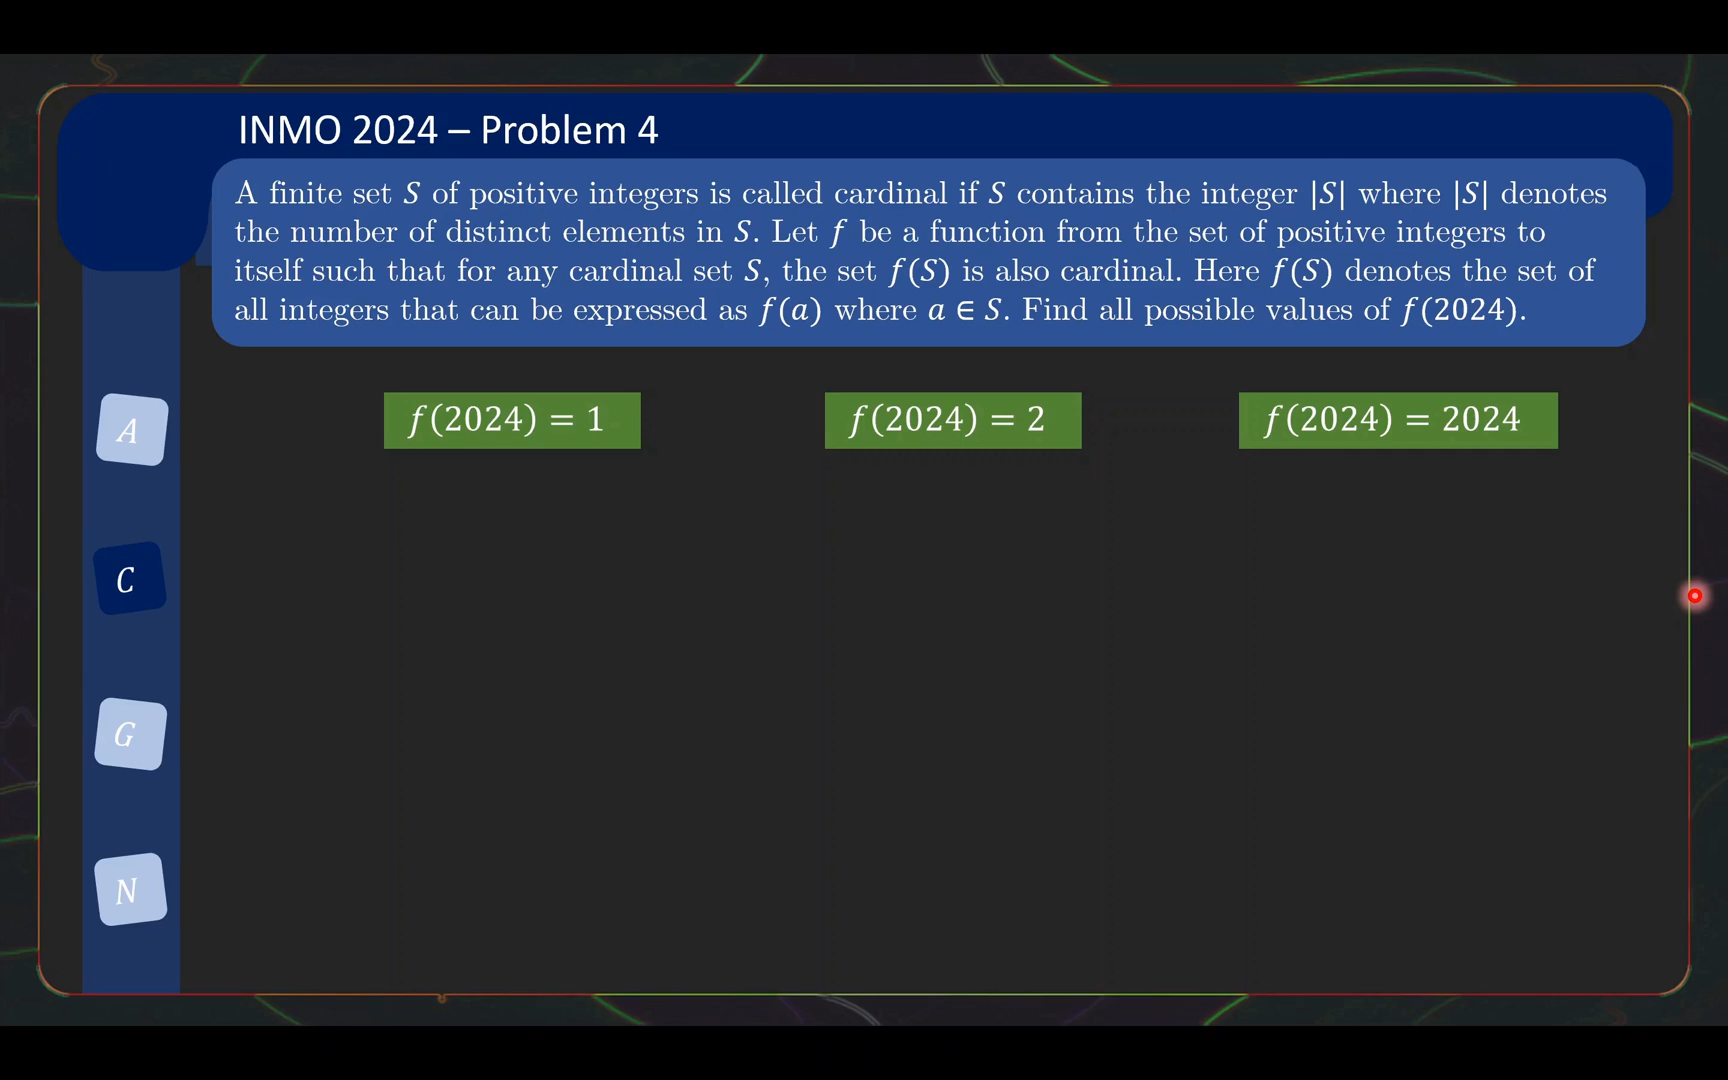 INMO 2024 – Problem 4
A finite set S of positive integers is called cardinal if S contains the integer |S| where |S| denotes
the number of distinct elements in S. Let f be a function from the set of positive integers to
itself such that for any cardinal set S, the set f(S) is also cardinal. Here f(S) denotes the set of
all integers that can be expressed as f(a) where a ∈ S. Find all possible values of f(2024).
f(2024) = 1
f(2024) = 2
f(2024) = 2024
A
C
G
N